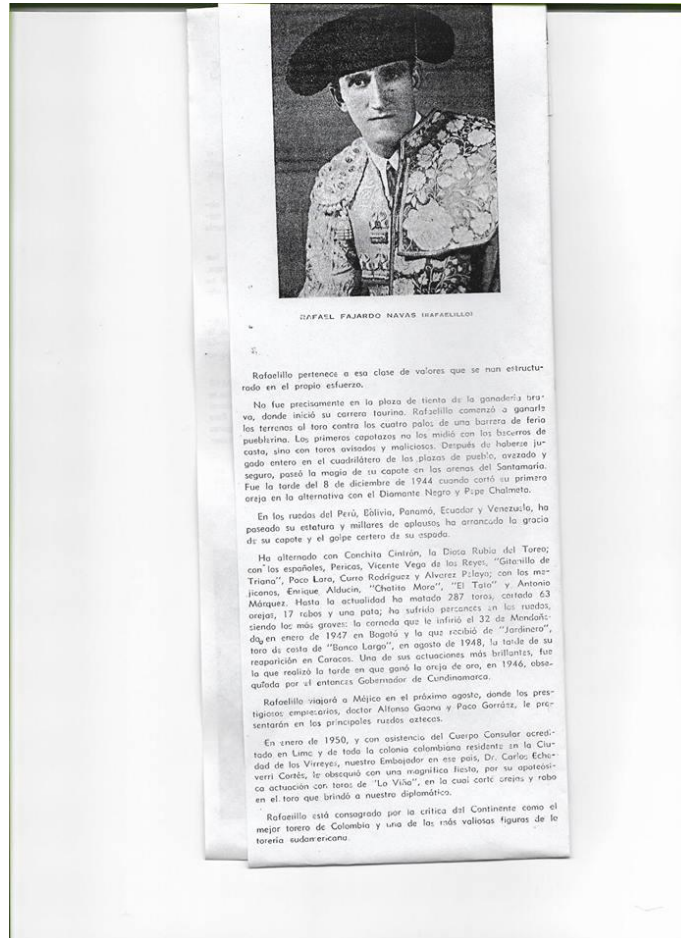 RAFAEL FAJARDO NAVAS (RAFAELILLO)
Rafaelillo pertenece a esa clase de valores que se han estructu-
rado en el propio esfuerzo.
No fue precisamente en la plaza de tienta de la ganadería bra-
va, donde inició su carrera taurina. Rafaelillo comenzó a ganarle
los terrenos al toro contra los cuatro palos de una barrera de feria
pueblerina. Los primeros capotazos no los midió con los becerros de
casta, sino con toros avisados y maliciosos. Después de haberse ju-
gado entero en el cuadrilátero de las plazas de pueblo, avezado y
seguro, paseó la magia de su capote en las arenas del Santamaría.
Fue la tarde del 8 de diciembre de 1944 cuando cortó su primera
oreja en la alternativa con el Diamante Negro y Pepe Chalmeta.
En los ruedos del Perú, Bolivia, Panamá, Ecuador y Venezuela, ha
paseado su estatura y millares de aplausos ha arrancado la gracia
de su capote y el golpe certero de su espada.
Ha alternado con Conchita Cintrón, la Diosa Rubia del Toreo;
con los españoles, Pericas, Vicente Vega de los Reyes, "Gitanillo de
Triana", Paco Lara, Curro Rodríguez y Alvarez Pelayo; con los me-
jicanos, Enrique Alducin, "Chatito Mora", "El Tato" y Antonio
Márquez. Hasta la actualidad ha matado 287 toros, cortado 63
orejas, 17 rabos y una pata; ha sufrido percances en los ruedos,
siendo los más graves: la cornada que le infirió el 32 de Mendoñe-
da, en enero de 1947 en Bogotá y la que recibió de "Jardinero",
toro de casta de "Banco Largo", en agosto de 1948, la tarde de su
reaparición en Caracas. Una de sus actuaciones más brillantes, fue
la que realizó la tarde en que ganó la oreja de oro, en 1946, obse-
quiada por el entonces Gobernador de Cundinamarca.
Rafaelillo viajará a Méjico en el próximo agosto, donde los pres-
tigiosos empresarios, doctor Alfonso Gaona y Paco Gorráez, le pre-
sentarán en los principales ruedos aztecas.
En enero de 1950, y con asistencia del Cuerpo Consular acredi-
tado en Lima y de toda la colonia colombiana residente en la Ciu-
dad de los Virreyes, nuestro Embajador en ese país, Dr. Carlos Eche-
verri Cortés, le obsequió con una magnífica fiesta, por su apoteósi-
ca actuación con toros de "La Viña", en la cual cortó orejas y rabo
en el toro que brindó a nuestro diplomático.
Rafaelillo está consagrado por la crítica del Continente como el
mejor torero de Colombia y una de las más valiosas figuras de la
torería sudamericana.